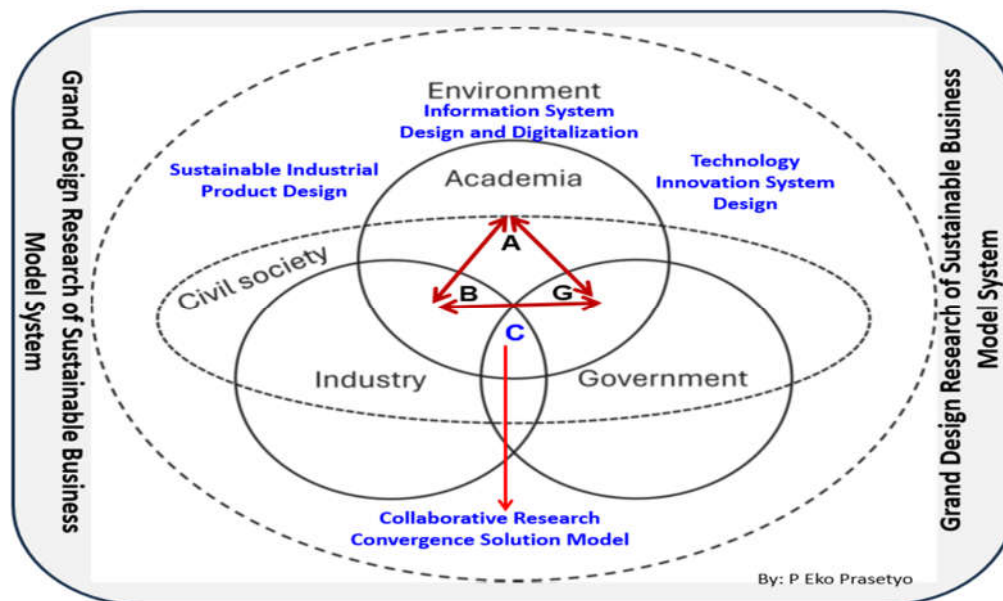 Grand Design Research of Sustainable Business
Model System
Environment
Information System
Design and Digitalization
Sustainable Industrial
Product Design
Technology
Innovation System
Design
Academia
Civil society
A
B
G
C
Industry
Government
Collaborative Research
Convergence Solution Model
By: P Eko Prasetyo
Grand Design Research of Sustainable Business
Model System